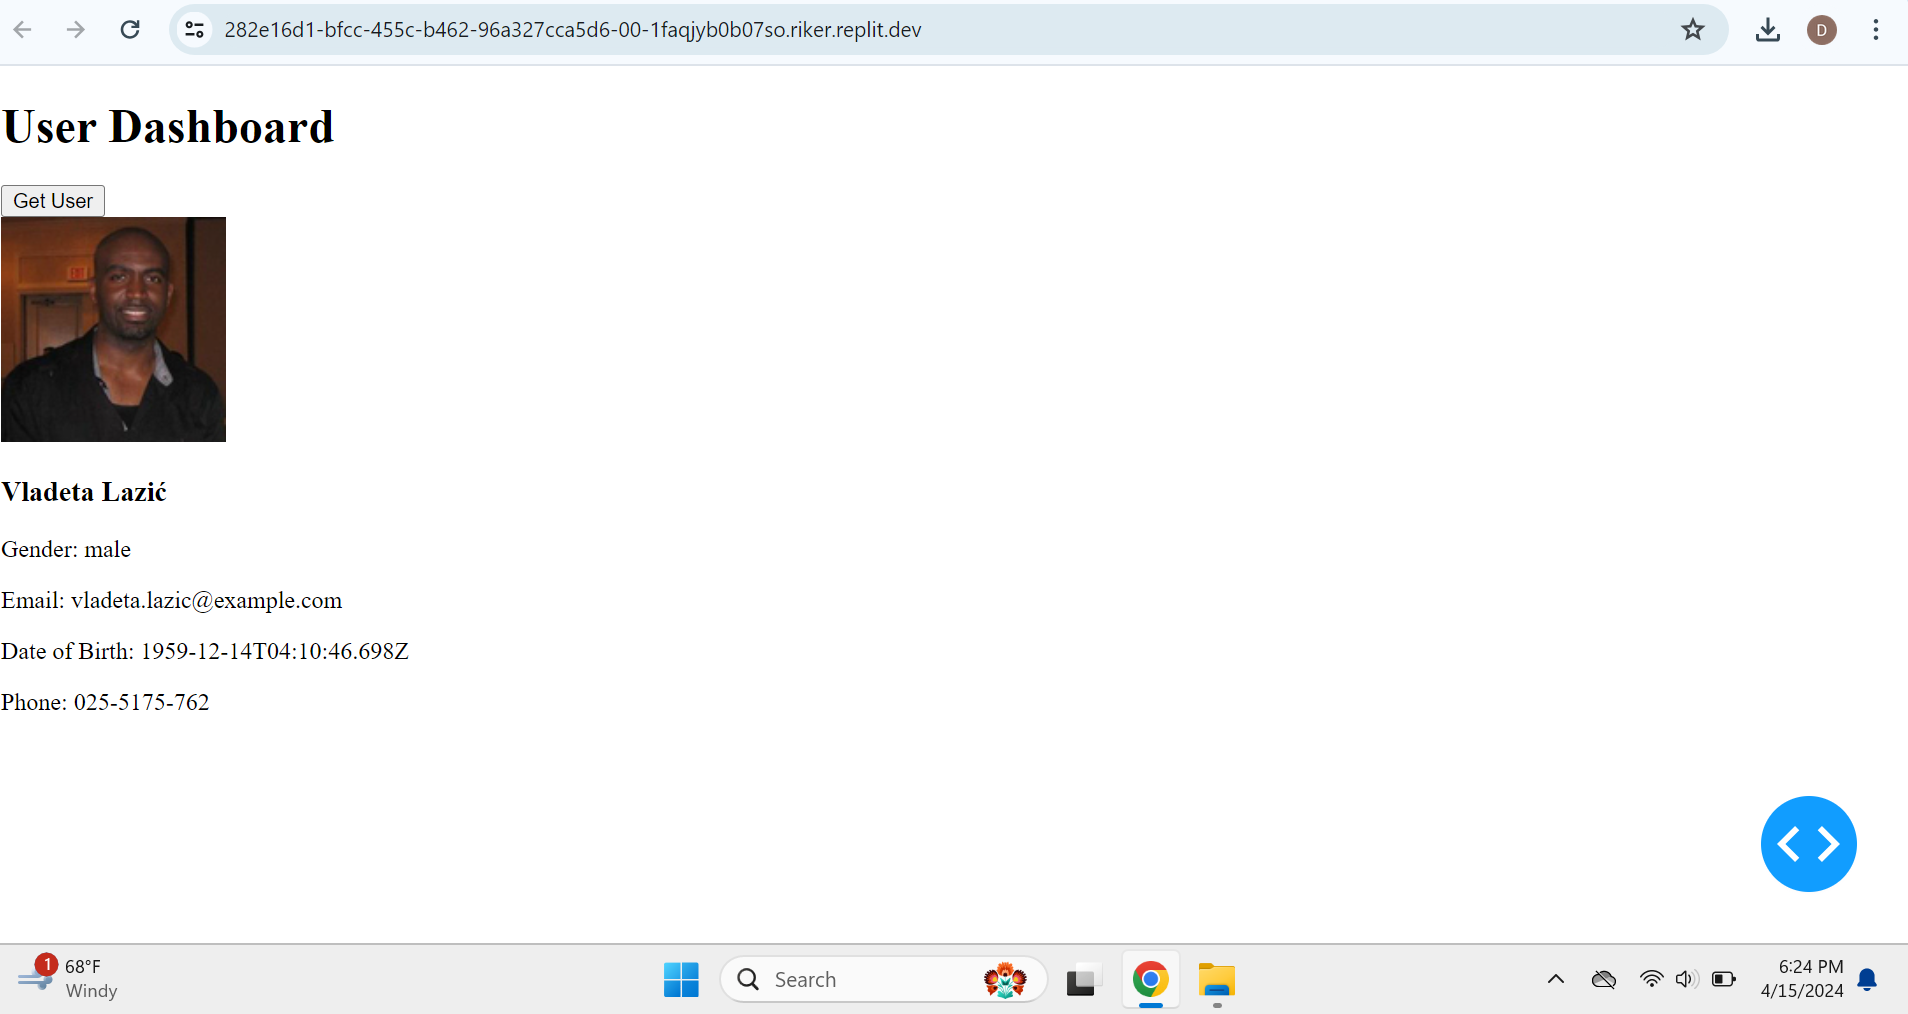 282e16d1-bfcc-455c-b462-96a327cca5d6-00-1faqjyb0b07so.riker.replit.dev
D
User Dashboard
Get User
EXIT
Vladeta Lazić
Gender: male
Email: vladeta.lazic@example.com
Date of Birth: 1959-12-14T04:10:46.698Z
Phone: 025-5175-762
1
68°F
Windy
Search
6:24 PM
4/15/2024